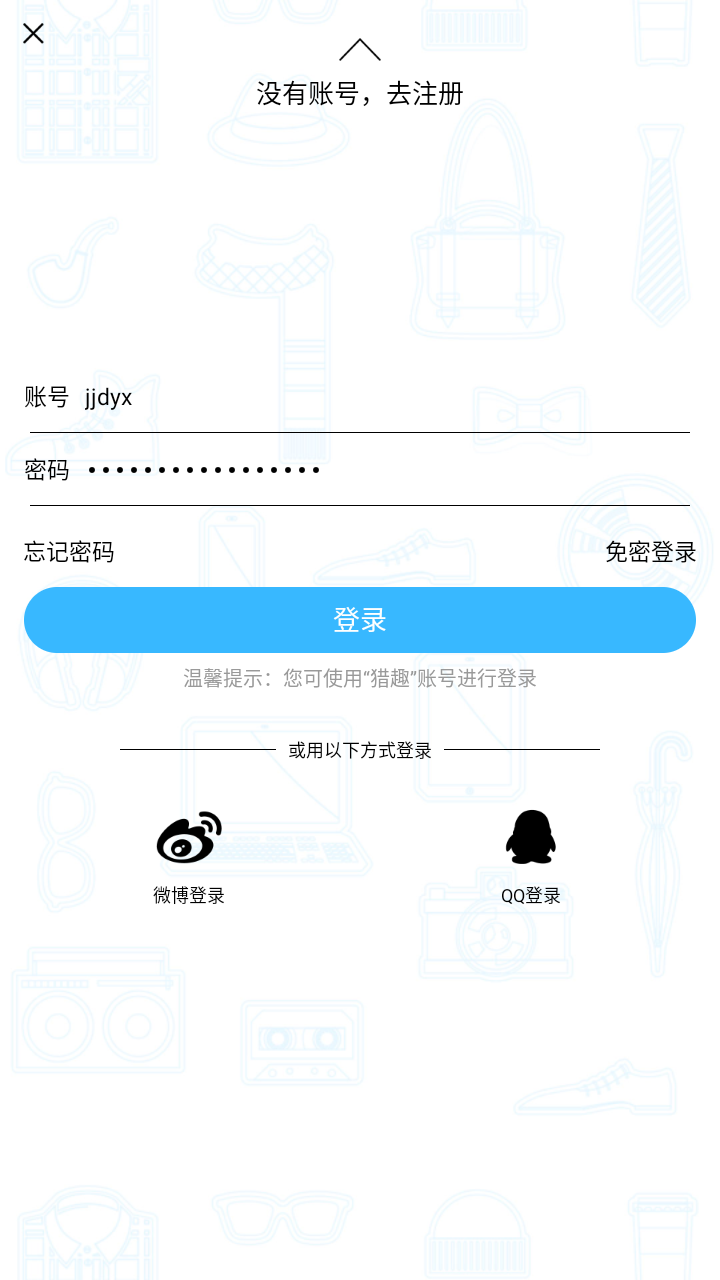 没有账号，去注册
账号 jjdyx
密码 •••••••••••••••••
忘记密码 免密登录
登录
温馨提示：您可使用“猎趣”账号进行登录
或用以下方式登录
微博登录 QQ登录